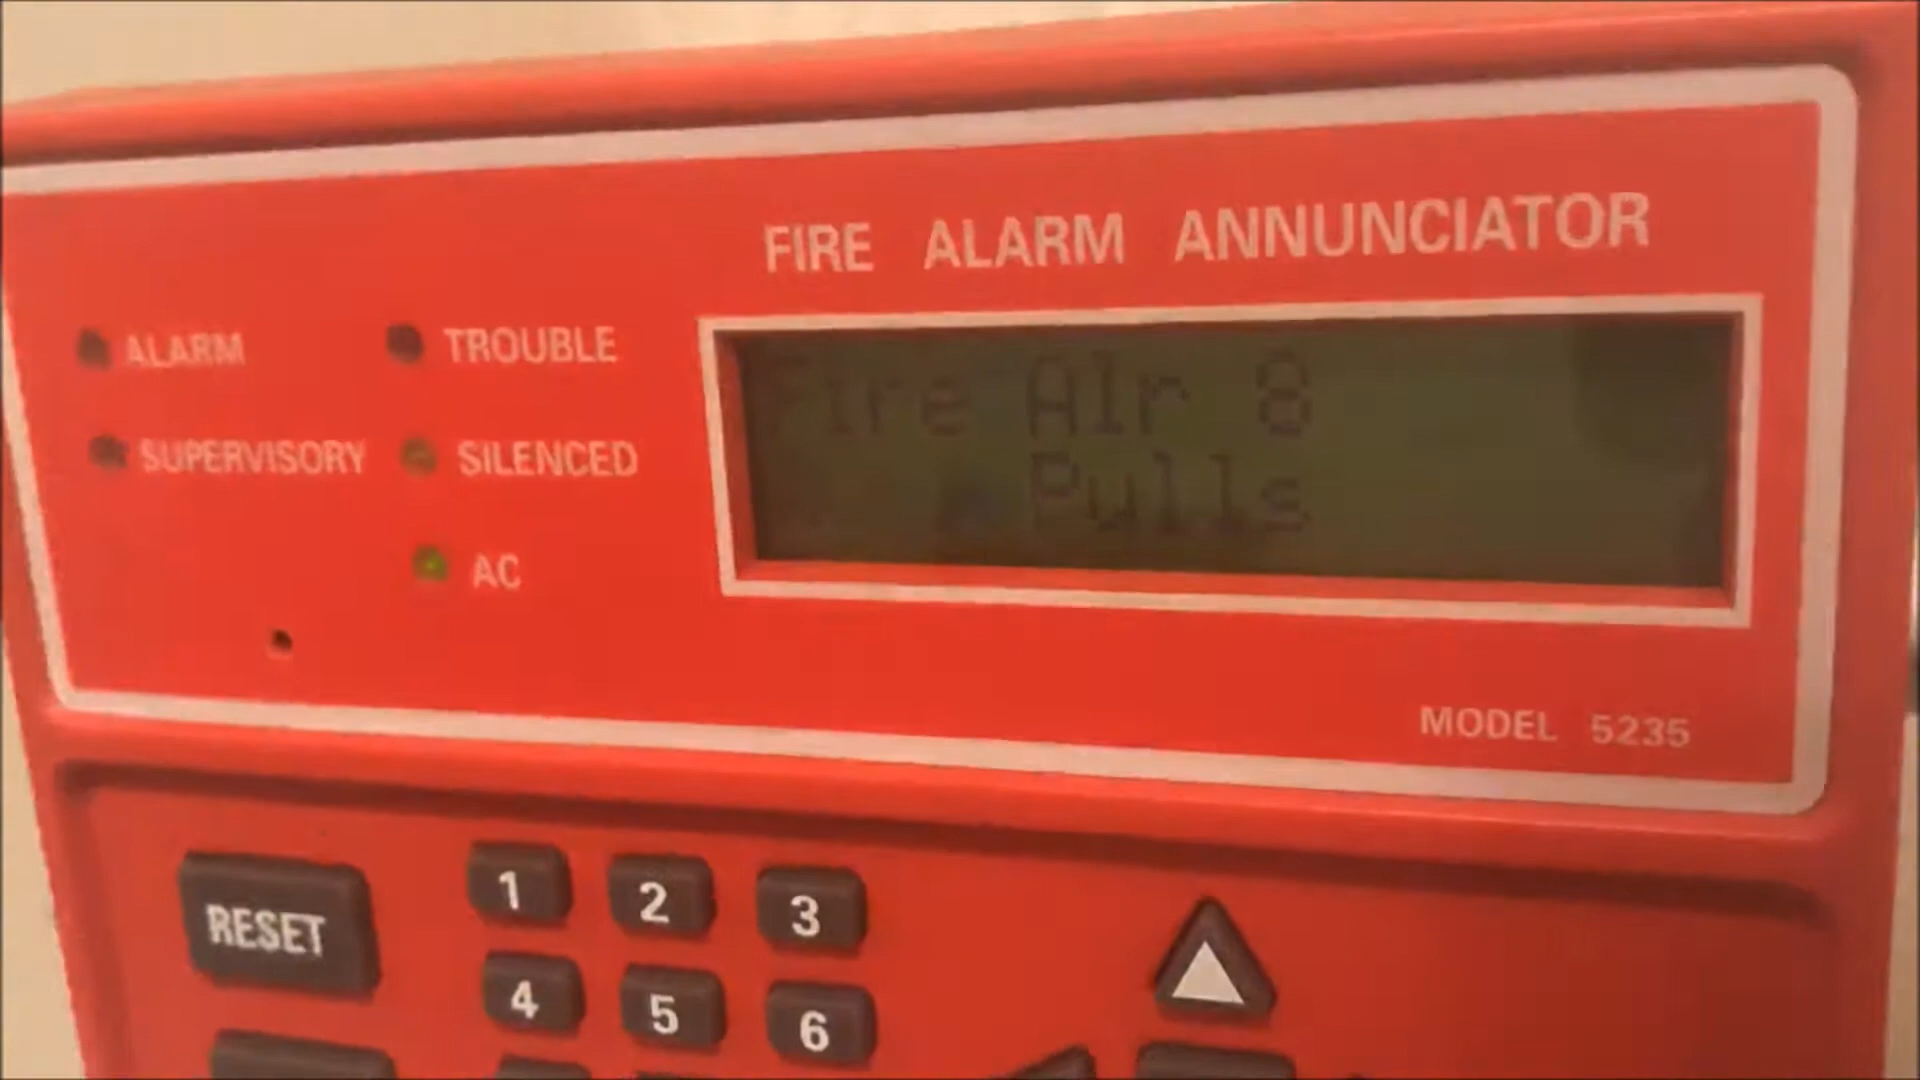 FIRE ALARM ANNUNCIATOR
ALARM TROUBLE
Fire Alr 8
SUPERVISORY SILENCED
Pulls
AC
MODEL 5235
RESET
1 2 3
4 5 6